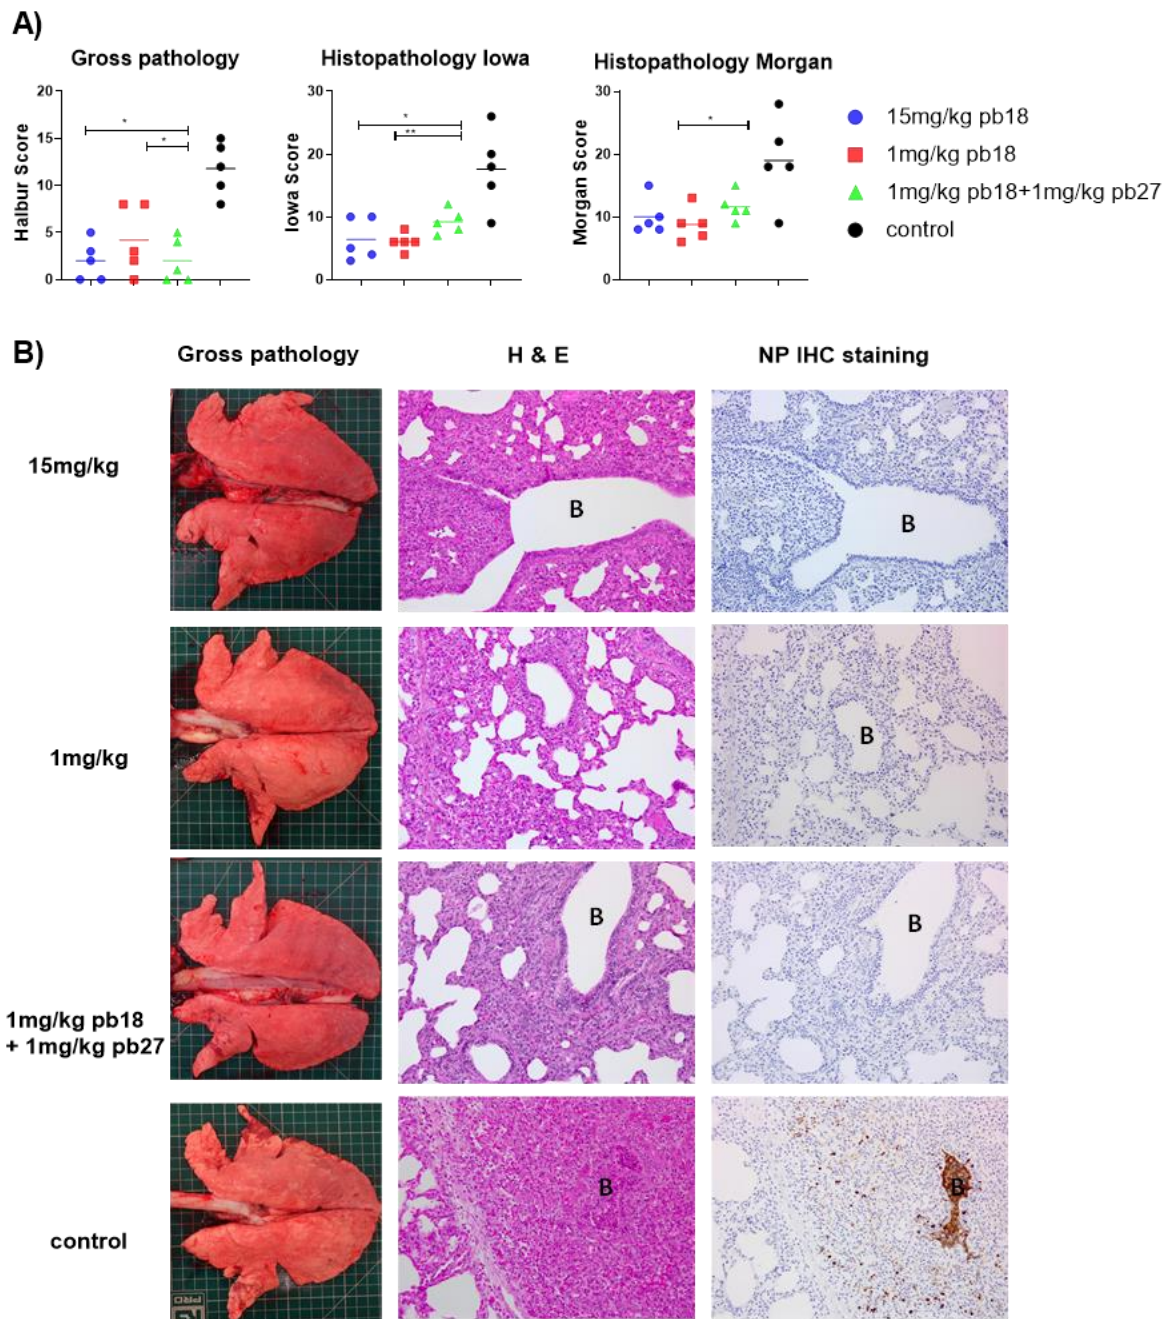 A)
Gross pathology
Histopathology Iowa
Histopathology Morgan
20
15
10
5
0
Halbur Score
*
*
30
20
10
0
Iowa Score
*
**
30
20
10
0
Morgan Score
*
15mg/kg pb18
1mg/kg pb18
1mg/kg pb18+1mg/kg pb27
control
B)
Gross pathology
H & E
NP IHC staining
15mg/kg
B
B
1mg/kg
B
1mg/kg pb18
+ 1mg/kg pb27
B
B
control
B
B
PRO